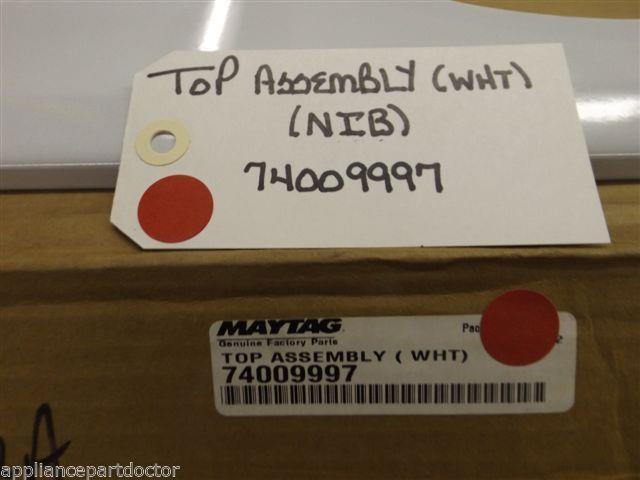 TOP ASSEMBLY (WHT)
(NIB)
74009997
MAYTAG
Genuine Factory Parts
TOP ASSEMBLY ( WHT)
74009997
A
appliancepartdoctor